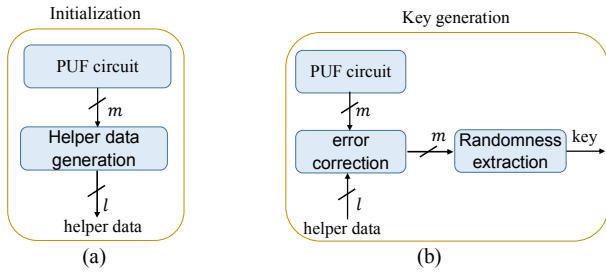 Initialization
PUF circuit
m
Helper data
generation
l
helper data
(a)
Key generation
PUF circuit
m
error
correction
m
Randomness
extraction
key
l
helper data
(b)